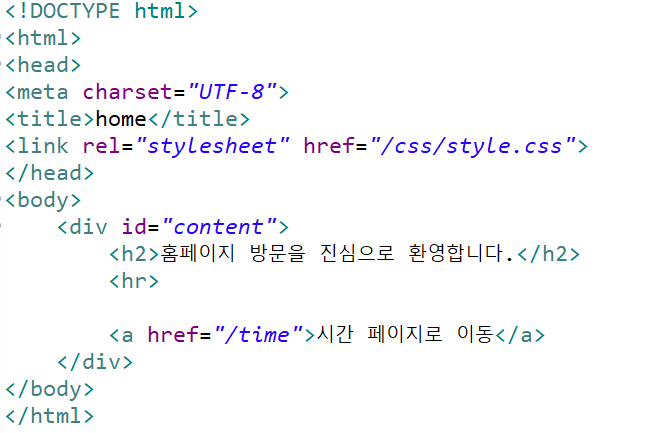 <!DOCTYPE html>
<html>
<head>
<meta charset="UTF-8">
<title>home</title>
<link rel="stylesheet" href="/css/style.css">
</head>
<body>
    <div id="content">
        <h2>홈페이지 방문을 진심으로 환영합니다.</h2>
        <hr>

        <a href="/time">시간 페이지로 이동</a>
    </div>
</body>
</html>